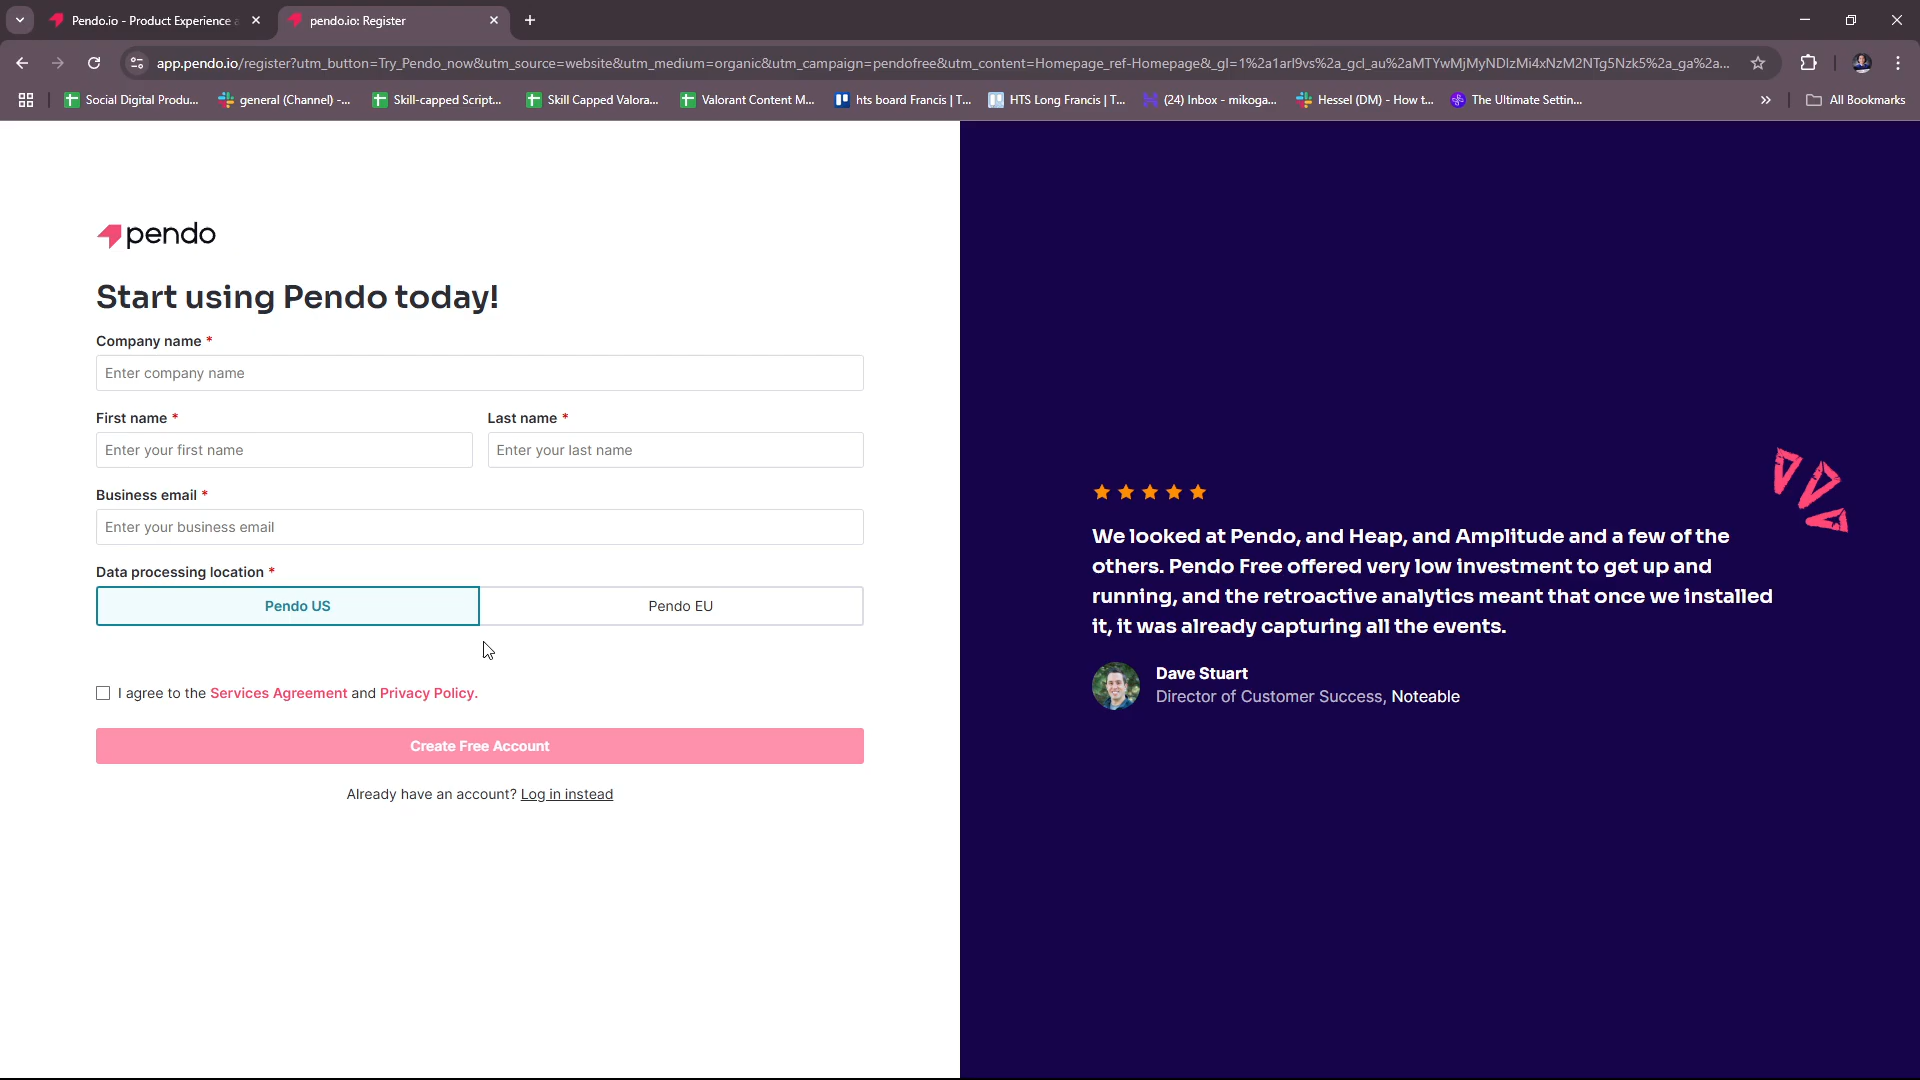 Pendo.io - Product Experience a
pendo.io: Register
app.pendo.io/register?utm_button=Try_Pendo_now&utm_source=website&utm_medium=organic&utm_campaign=pendofree&utm_content=Homepage_ref-Homepage&_gl=1%2a1arl9vs%2a_gcl_au%2aMTYwMjMyNDIzMi4xNzM2NTg5Nzk5%2a_ga%2a...
Social Digital Produ...
general (Channel) -...
Skill-capped Script...
Skill Capped Valora...
Valorant Content M...
hts board Francis | T...
HTS Long Francis | T...
(24) Inbox - mikoga...
Hessel (DM) - How t...
The Ultimate Settin...
All Bookmarks
pendo
Start using Pendo today!
Company name *
Enter company name
First name *
Last name *
Enter your first name
Enter your last name
Business email *
Enter your business email
Data processing location *
Pendo US
Pendo EU
I agree to the Services Agreement and Privacy Policy.
Create Free Account
Already have an account? Log in instead
We looked at Pendo, and Heap, and Amplitude and a few of the
others. Pendo Free offered very low investment to get up and
running, and the retroactive analytics meant that once we installed
it, it was already capturing all the events.
Dave Stuart
Director of Customer Success, Noteable